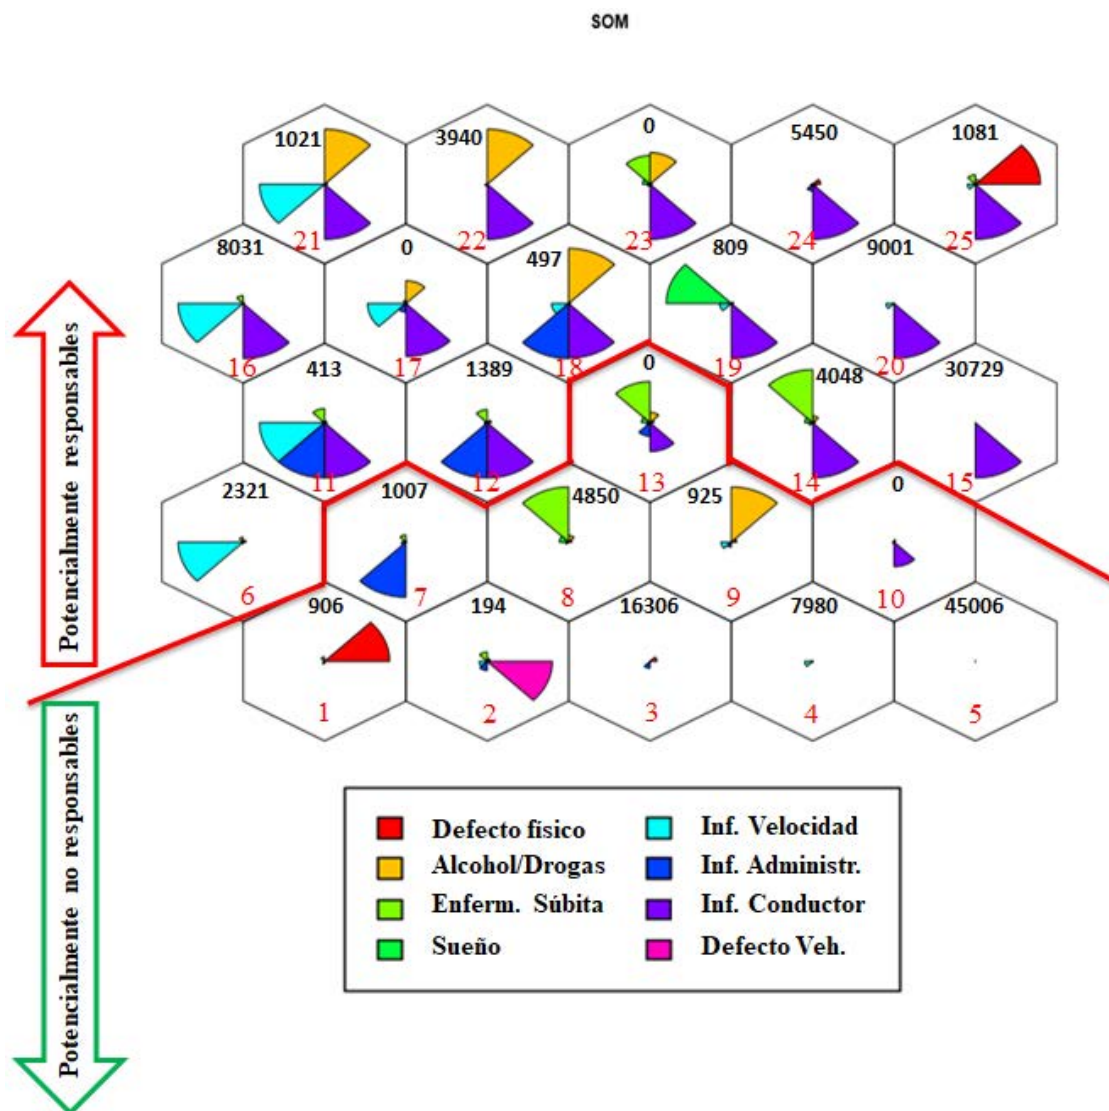 SOM
1021 3940 0 5450 1081
21 22 23 24 25
8031 0 497 809 9001
16 17 18 19 20
413 1389 0 4048 30729
11 12 13 14 15
2321 1007 4850 925 0
6 7 8 9 10
906 194 16306 7980 45006
1 2 3 4 5
Potencialmente responsables
Potencialmente no responsables
Defecto físico Inf. Velocidad
Alcohol/Drogas Inf. Administr.
Enferm. Súbita Inf. Conductor
Sueño Defecto Veh.